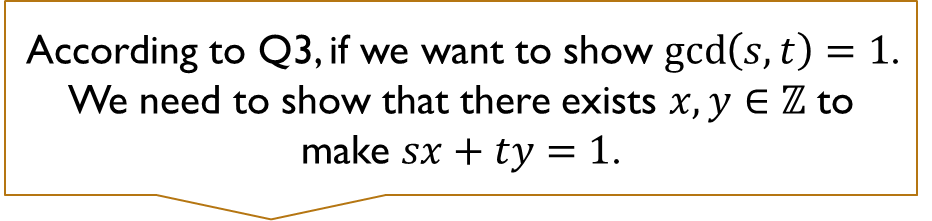 According to Q3, if we want to show gcd(s, t) = 1.
We need to show that there exists x, y ∈ ℤ to
make sx + ty = 1.